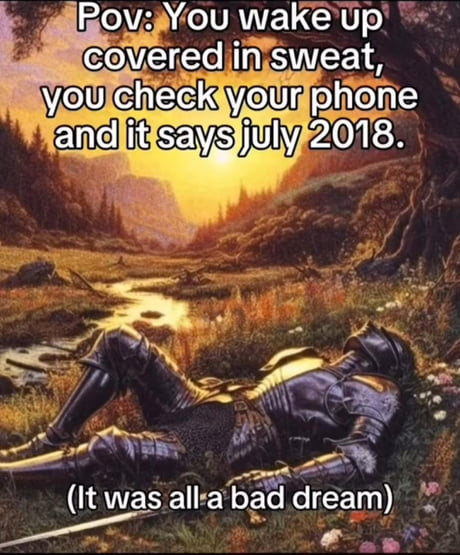 Pov: You wake up
covered in sweat,
you check your phone
and it says july 2018.
(It was all a bad dream)